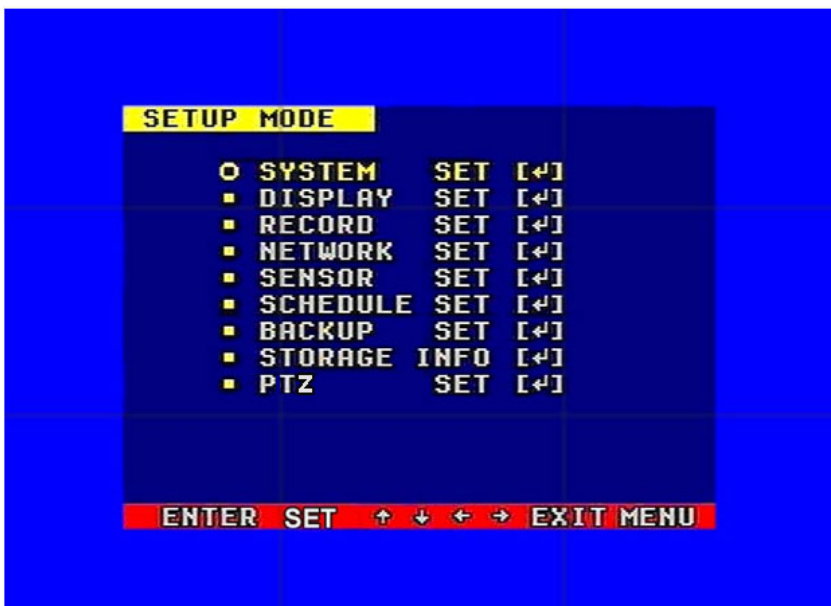 SETUP MODE
SYSTEM SET [↵]
DISPLAY SET [↵]
RECORD SET [↵]
NETWORK SET [↵]
SENSOR SET [↵]
SCHEDULE SET [↵]
BACKUP SET [↵]
STORAGE INFO [↵]
PTZ SET [↵]
ENTER SET ↑ ↓ ← → EXIT MENU